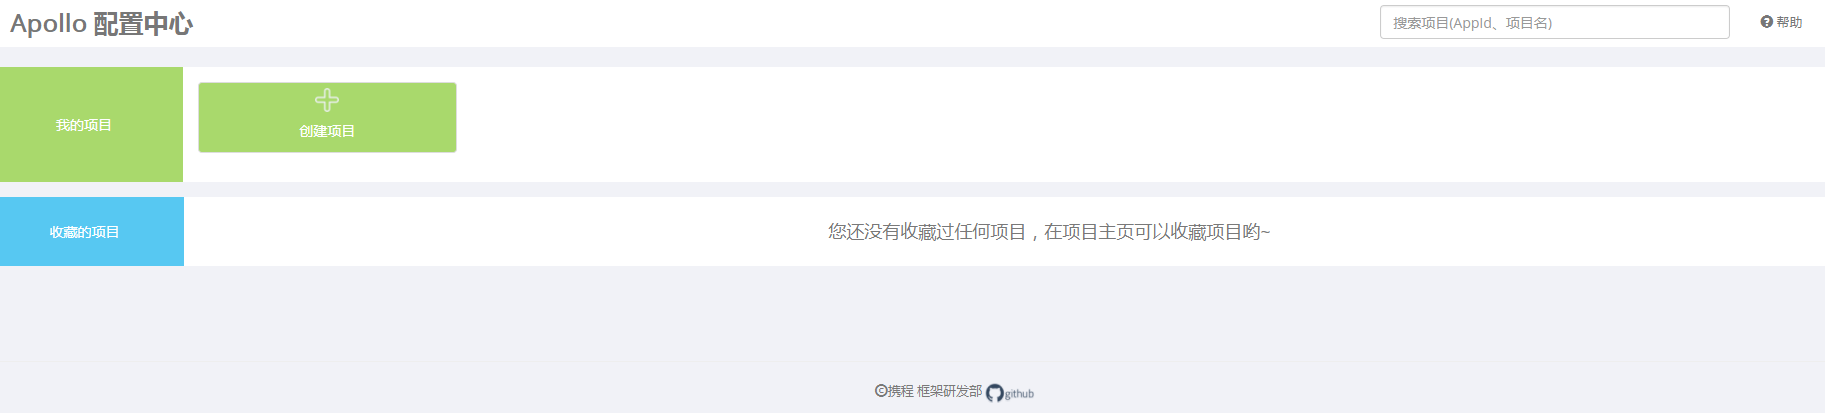 Apollo 配置中心
搜索项目(AppId、项目名)
帮助
我的项目
创建项目
收藏的项目
您还没有收藏过任何项目，在项目主页可以收藏项目哟~
©携程 框架研发部 github